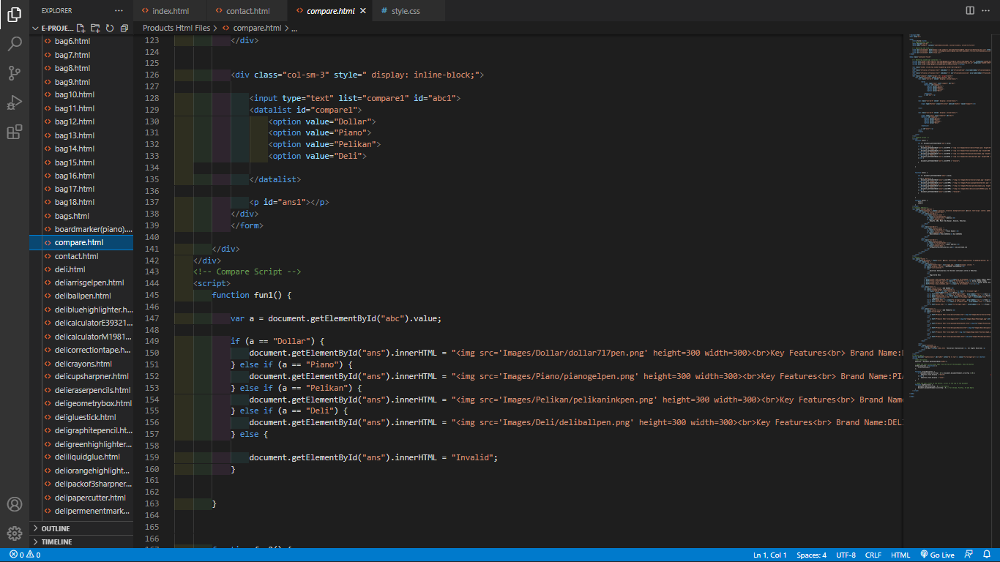 EXPLORER
index.html
contact.html
compare.html
# style.css
E-PROJE...
Products Html Files > compare.html > ...
bag6.html
bag7.html
bag8.html
bag9.html
bag10.html
bag11.html
bag12.html
bag13.html
bag14.html
bag15.html
bag16.html
bag17.html
bag18.html
bags.html
boardmarker(piano)....
compare.html
contact.html
deli.html
deliarrisgelpen.html
deliballpen.html
delibluehighlighter.h...
delicalculatorE39321...
delicalculatorM1981...
delicorrectiontape.h...
delicrayons.html
delicupsharpner.html
delieraserpencils.html
deligeometrybox.html
deligluestick.html
deligraphitepencil.ht...
deligreenhighlighter...
deliliquidglue.html
deliorangehighlight...
delipackof3sharpner...
delipapercutter.html
delipermenentmark...
OUTLINE
TIMELINE
123 </div>
124
125
126 <div class="col-sm-3" style=" display: inline-block;">
127
128 <input type="text" list="compare1" id="abc1">
129 <datalist id="compare1">
130 <option value="Dollar">
131 <option value="Piano">
132 <option value="Pelikan">
133 <option value="Deli">
134
135 </datalist>
136
137 <p id="ans1"></p>
138 </div>
139 </form>
140
141 </div>
142 </div>
143 <!-- Compare Script -->
144 <script>
145 function fun1() {
146
147 var a = document.getElementById("abc").value;
148
149 if (a == "Dollar") {
150 document.getElementById("ans").innerHTML = "<img src='Images/Dollar/dollar717pen.png' height=300 width=300><br>Key Features<br> Brand Name:D
151 } else if (a == "Piano") {
152 document.getElementById("ans").innerHTML = "<img src='Images/Piano/pianogelpen.png' height=300 width=300><br>Key Features<br> Brand Name:PI
153 } else if (a == "Pelikan") {
154 document.getElementById("ans").innerHTML = "<img src='Images/Pelikan/pelikaninkpen.png' height=300 width=300><br>Key Features<br> Brand Nam
155 } else if (a == "Deli") {
156 document.getElementById("ans").innerHTML = "<img src='Images/Deli/deliballpen.png' height=300 width=300><br>Key Features<br> Brand Name:DEL
157 } else {
158
159 document.getElementById("ans").innerHTML = "Invalid";
160 }
161
162
163 }
164
165
166
0 0
Ln 1, Col 1 Spaces: 4 UTF-8 CRLF HTML Go Live